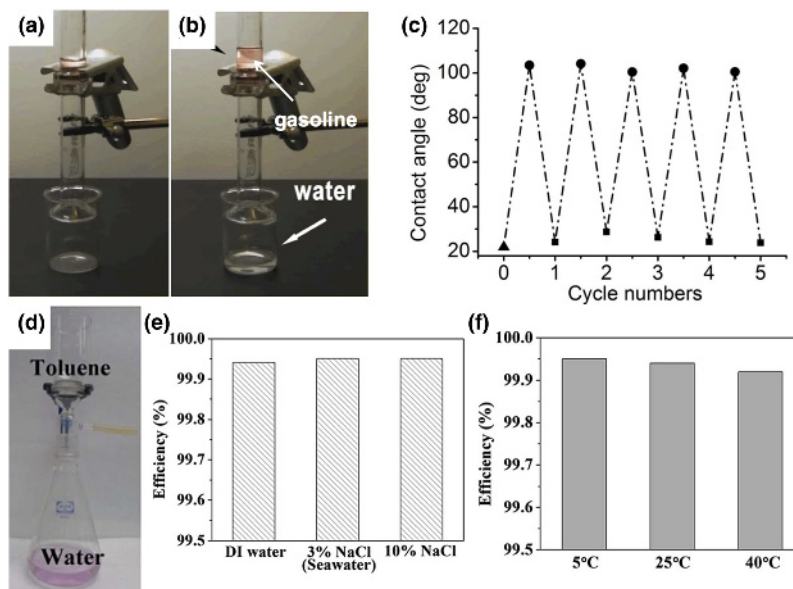 (a)
(b)
gasoline
water
(c)
Contact angle (deg)
120
100
80
60
40
20
0 1 2 3 4 5
Cycle numbers
(d)
Toluene
Water
(e)
Efficiency (%)
100.0
99.9
99.8
99.7
99.6
99.5
DI water 3% NaCl 10% NaCl
(Seawater)
(f)
Efficiency (%)
100.0
99.9
99.8
99.7
99.6
99.5
5°C 25°C 40°C